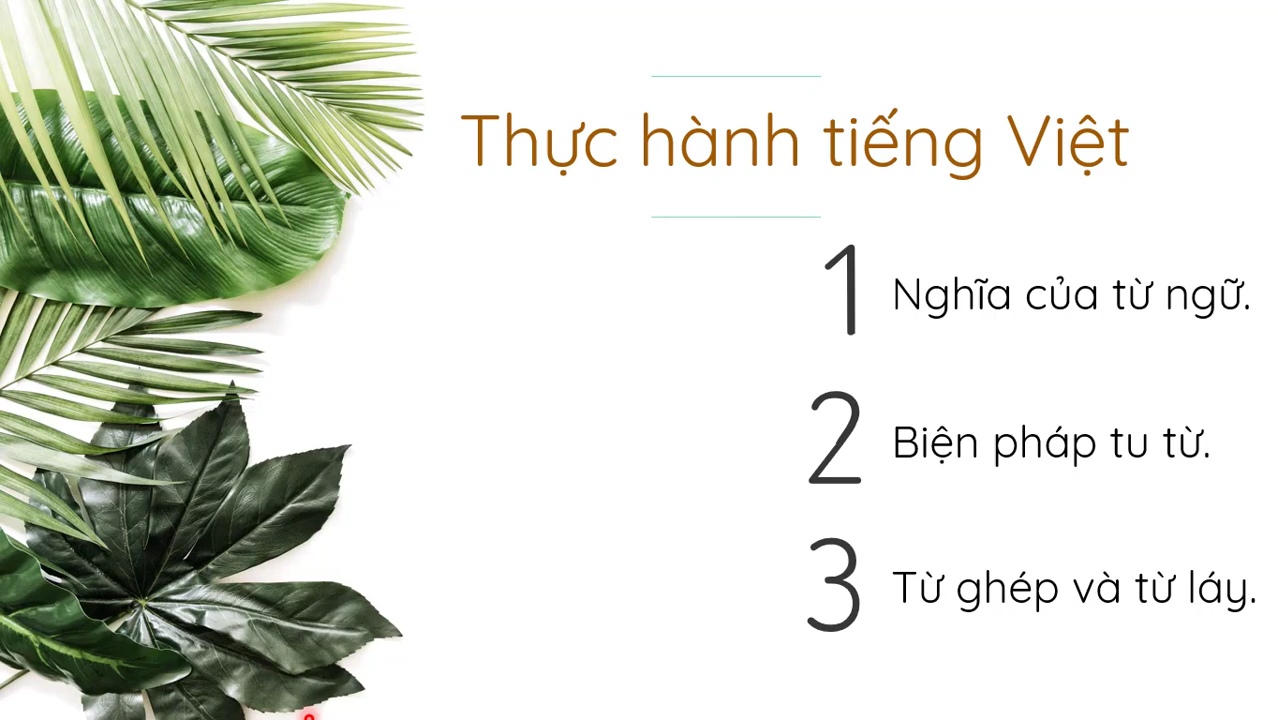 Thực hành tiếng Việt
1 Nghĩa của từ ngữ.
2 Biện pháp tu từ.
3 Từ ghép và từ láy.